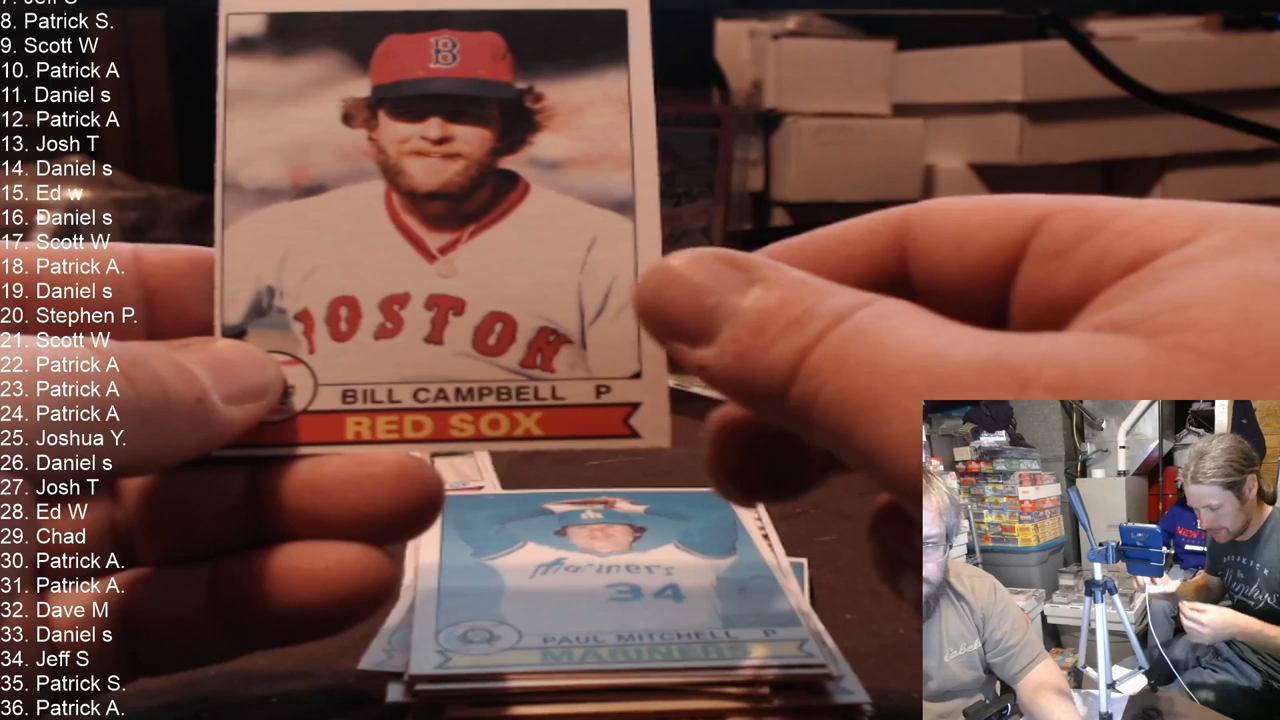 7. Jeff S
8. Patrick S.
9. Scott W
10. Patrick A
11. Daniel s
12. Patrick A
13. Josh T
14. Daniel s
15. Ed w
16. Daniel s
17. Scott W
18. Patrick A.
19. Daniel s
20. Stephen P.
21. Scott W
22. Patrick A
23. Patrick A
24. Patrick A
25. Joshua Y.
26. Daniel s
27. Josh T
28. Ed W
29. Chad
30. Patrick A.
31. Patrick A.
32. Dave M
33. Daniel s
34. Jeff S
35. Patrick S.
36. Patrick A.
B
BOSTON
BILL CAMPBELL P
RED SOX
mariners
34
PAUL MITCHELL P
MARINERS